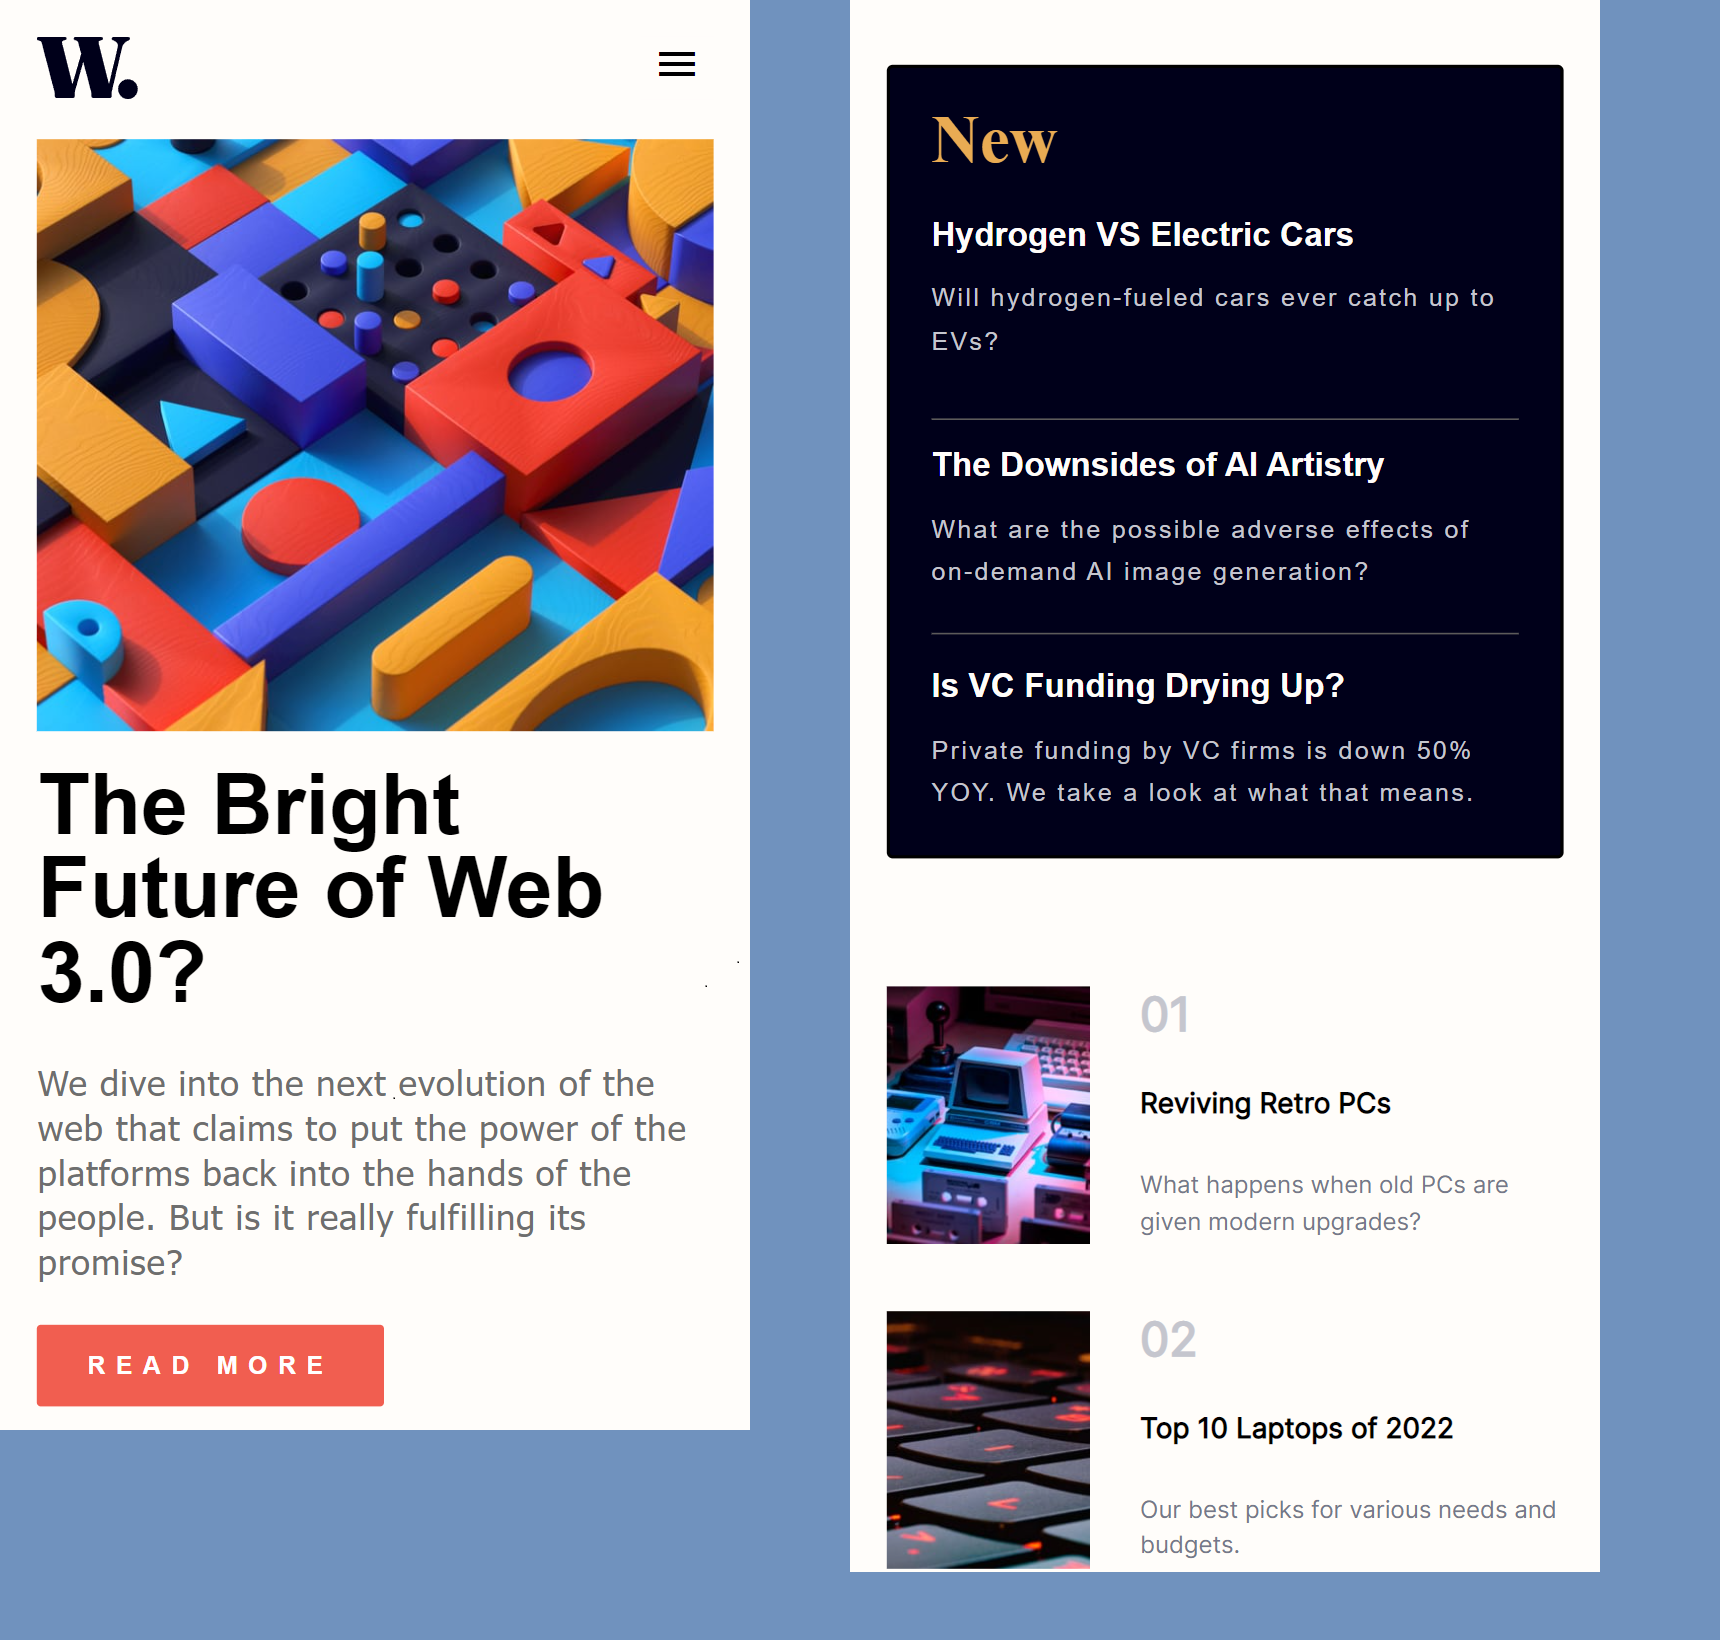 W.
The Bright
Future of Web
3.0?
We dive into the next evolution of the
web that claims to put the power of the
platforms back into the hands of the
people. But is it really fulfilling its
promise?
READ MORE
New
Hydrogen VS Electric Cars
Will hydrogen-fueled cars ever catch up to
EVs?
The Downsides of AI Artistry
What are the possible adverse effects of
on-demand AI image generation?
Is VC Funding Drying Up?
Private funding by VC firms is down 50%
YOY. We take a look at what that means.
01
Reviving Retro PCs
What happens when old PCs are
given modern upgrades?
02
Top 10 Laptops of 2022
Our best picks for various needs and
budgets.